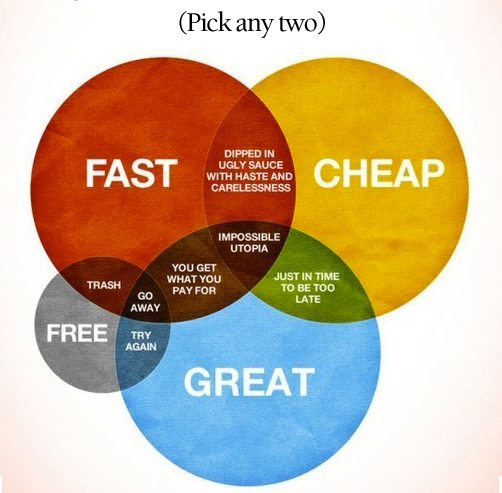 (Pick any two)
DIPPED IN
UGLY SAUCE
WITH HASTE AND
CARELESSNESS
FAST
CHEAP
IMPOSSIBLE
UTOPIA
YOU GET
WHAT YOU
PAY FOR
JUST IN TIME
TO BE TOO
LATE
TRASH
GO
AWAY
FREE
TRY
AGAIN
GREAT